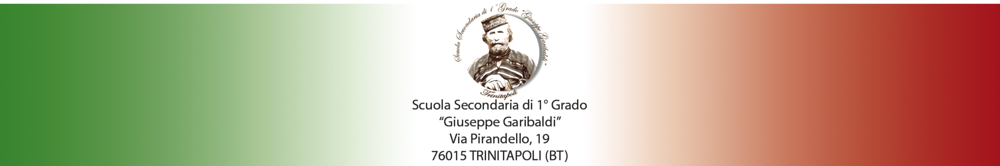 Scuola Secondaria di 1° Grado "Giuseppe Garibaldi"
Trinitapoli
Scuola Secondaria di 1° Grado
“Giuseppe Garibaldi”
Via Pirandello, 19
76015 TRINITAPOLI (BT)